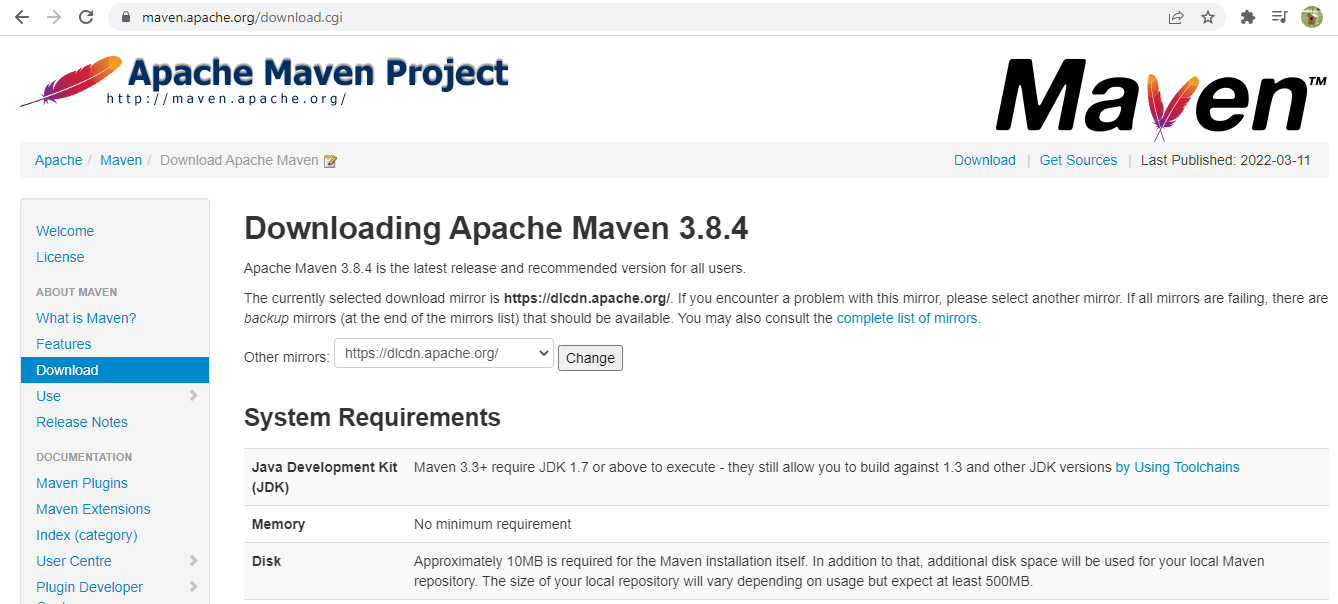 maven.apache.org/download.cgi
Apache Maven Project
http://maven.apache.org/
Maven™
Apache / Maven / Download Apache Maven
Download | Get Sources | Last Published: 2022-03-11
Welcome
License
ABOUT MAVEN
What is Maven?
Features
Download
Use
Release Notes
DOCUMENTATION
Maven Plugins
Maven Extensions
Index (category)
User Centre
Plugin Developer
Downloading Apache Maven 3.8.4
Apache Maven 3.8.4 is the latest release and recommended version for all users.
The currently selected download mirror is https://dlcdn.apache.org/. If you encounter a problem with this mirror, please select another mirror. If all mirrors are failing, there are
backup mirrors (at the end of the mirrors list) that should be available. You may also consult the complete list of mirrors.
Other mirrors: https://dlcdn.apache.org/ Change
System Requirements
Java Development Kit Maven 3.3+ require JDK 1.7 or above to execute - they still allow you to build against 1.3 and other JDK versions by Using Toolchains
(JDK)
Memory No minimum requirement
Disk Approximately 10MB is required for the Maven installation itself. In addition to that, additional disk space will be used for your local Maven
repository. The size of your local repository will vary depending on usage but expect at least 500MB.